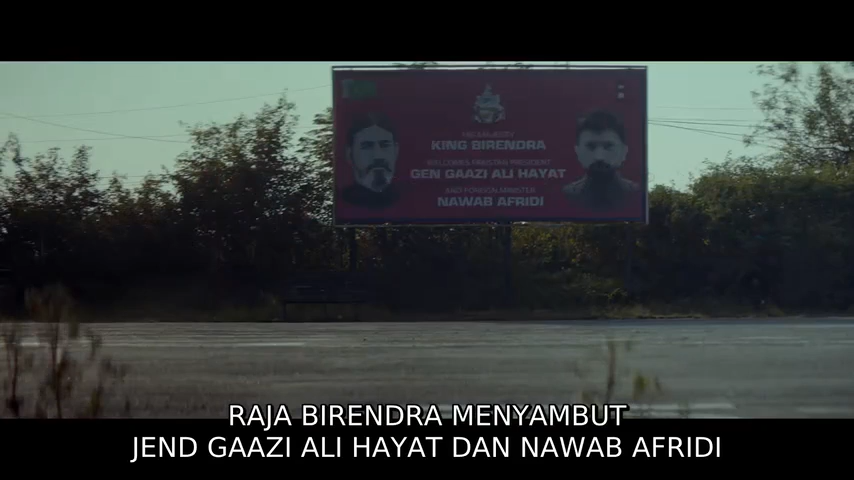 HIS MAJESTY
KING BIRENDRA
WELCOMES PAKISTAN PRESIDENT
GEN GAAZI ALI HAYAT
AND FOREIGN MINISTER
NAWAB AFRIDI
RAJA BIRENDRA MENYAMBUT
JEND GAAZI ALI HAYAT DAN NAWAB AFRIDI